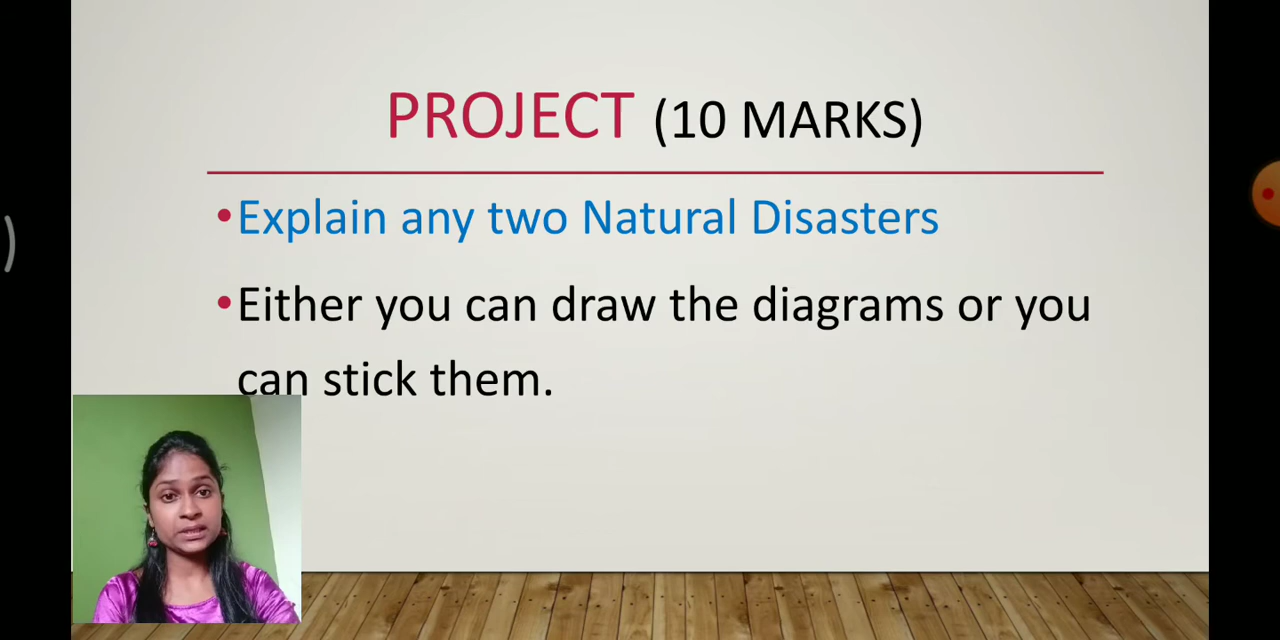 PROJECT (10 MARKS)
•Explain any two Natural Disasters
•Either you can draw the diagrams or you
can stick them.